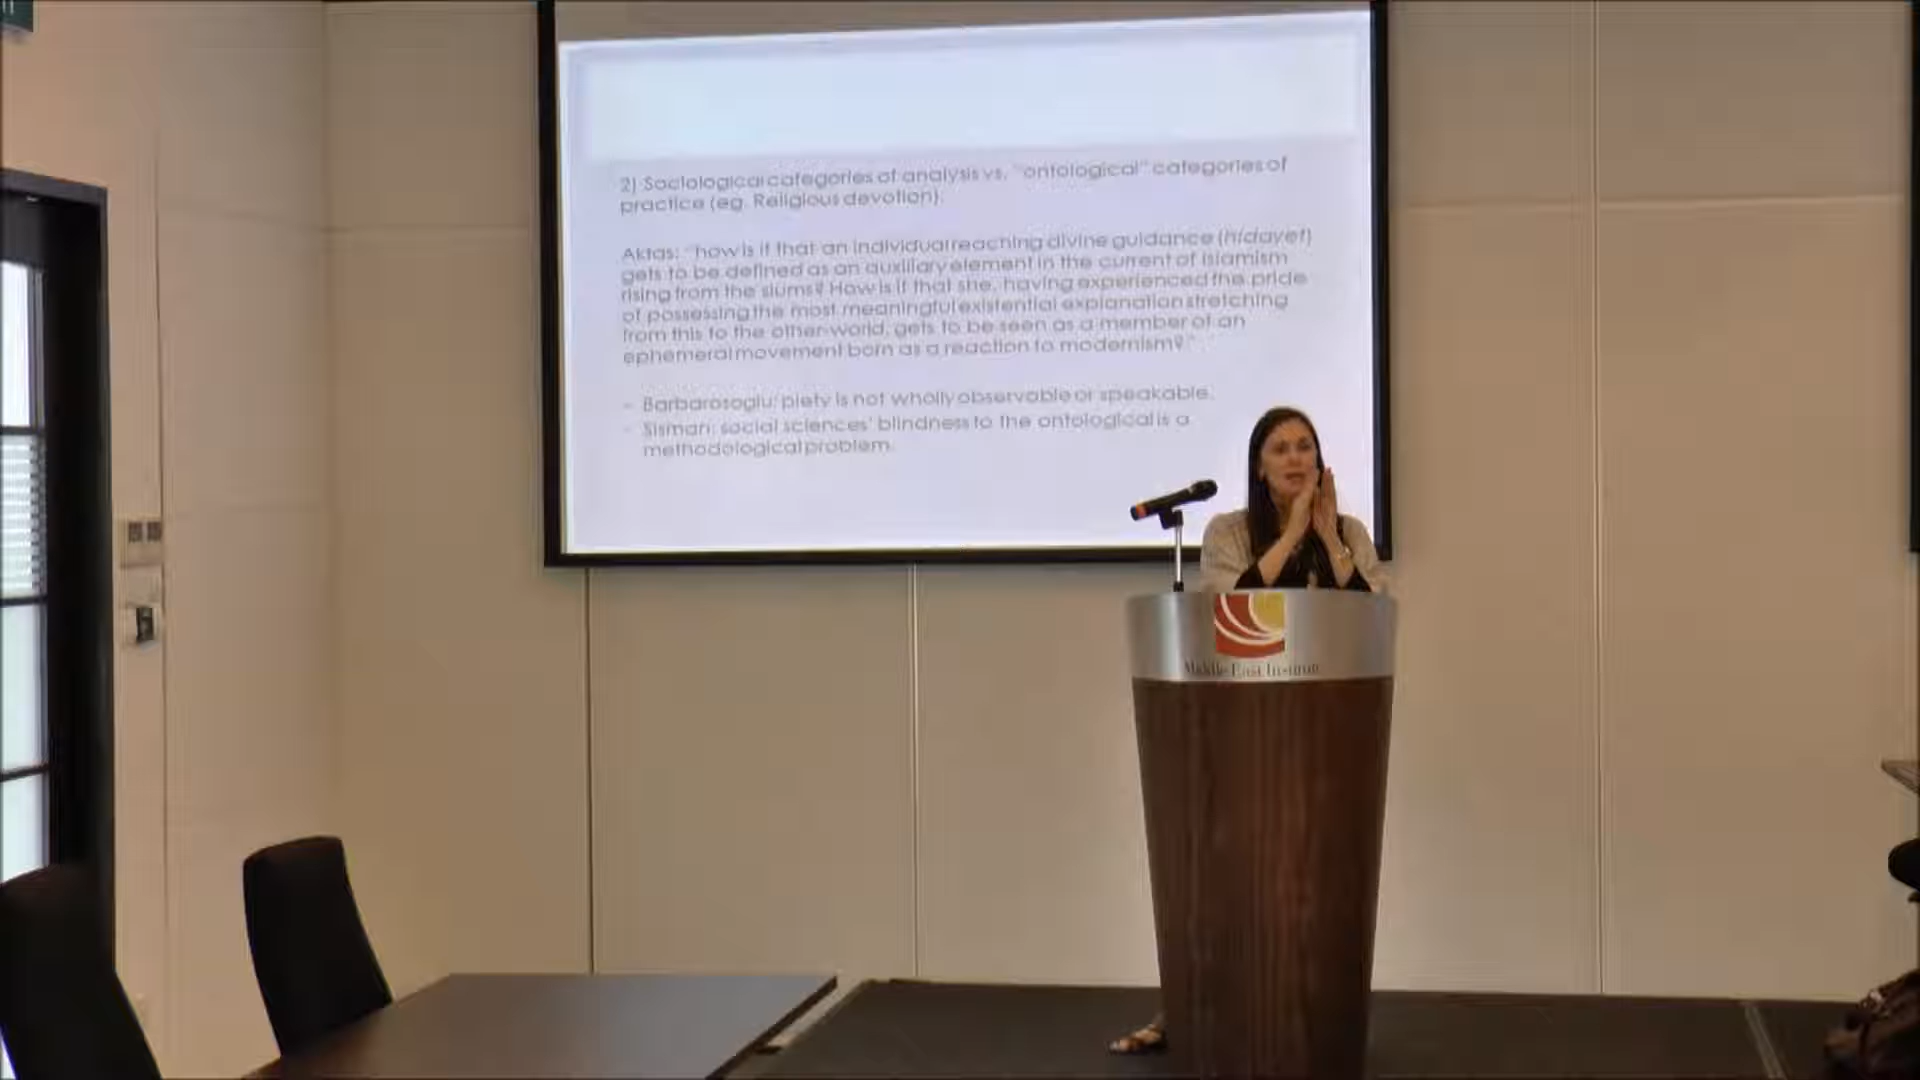 2) Sociological categories of analysis vs. "ontological" categories of
practice (eg. Religious devotion).
Aktas: "how is it that an individual reaching divine guidance (hidayet)
gets to be defined as an auxiliary element in the current of Islamism
rising from the slums? How is it that she, having experienced the pride
of possessing the most meaningful existential explanation stretching
from this to the other-world, gets to be seen as a member of an
ephemeral movement born as a reaction to modernism?"
- Barbarosoglu: piety is not wholly observable or speakable.
- Sisman: social sciences' blindness to the ontological is a
methodological problem.
Middle East Institute